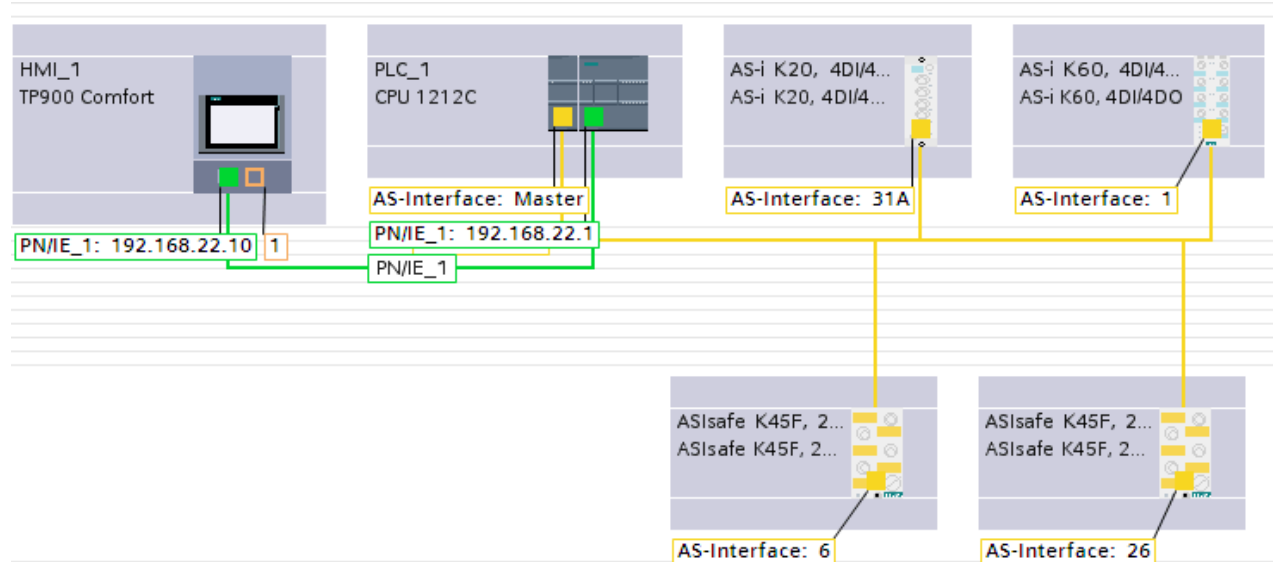 HMI_1
TP900 Comfort
PLC_1
CPU 1212C
AS-i K20, 4DI/4...
AS-i K20, 4DI/4...
AS-i K60, 4DI/4...
AS-i K60, 4DI/4DO
AS-Interface: Master
AS-Interface: 31A
AS-Interface: 1
PN/IE_1: 192.168.22.10
1
PN/IE_1: 192.168.22.1
PN/IE_1
ASIsafe K45F, 2...
ASIsafe K45F, 2...
ASIsafe K45F, 2...
ASIsafe K45F, 2...
AS-Interface: 6
AS-Interface: 26